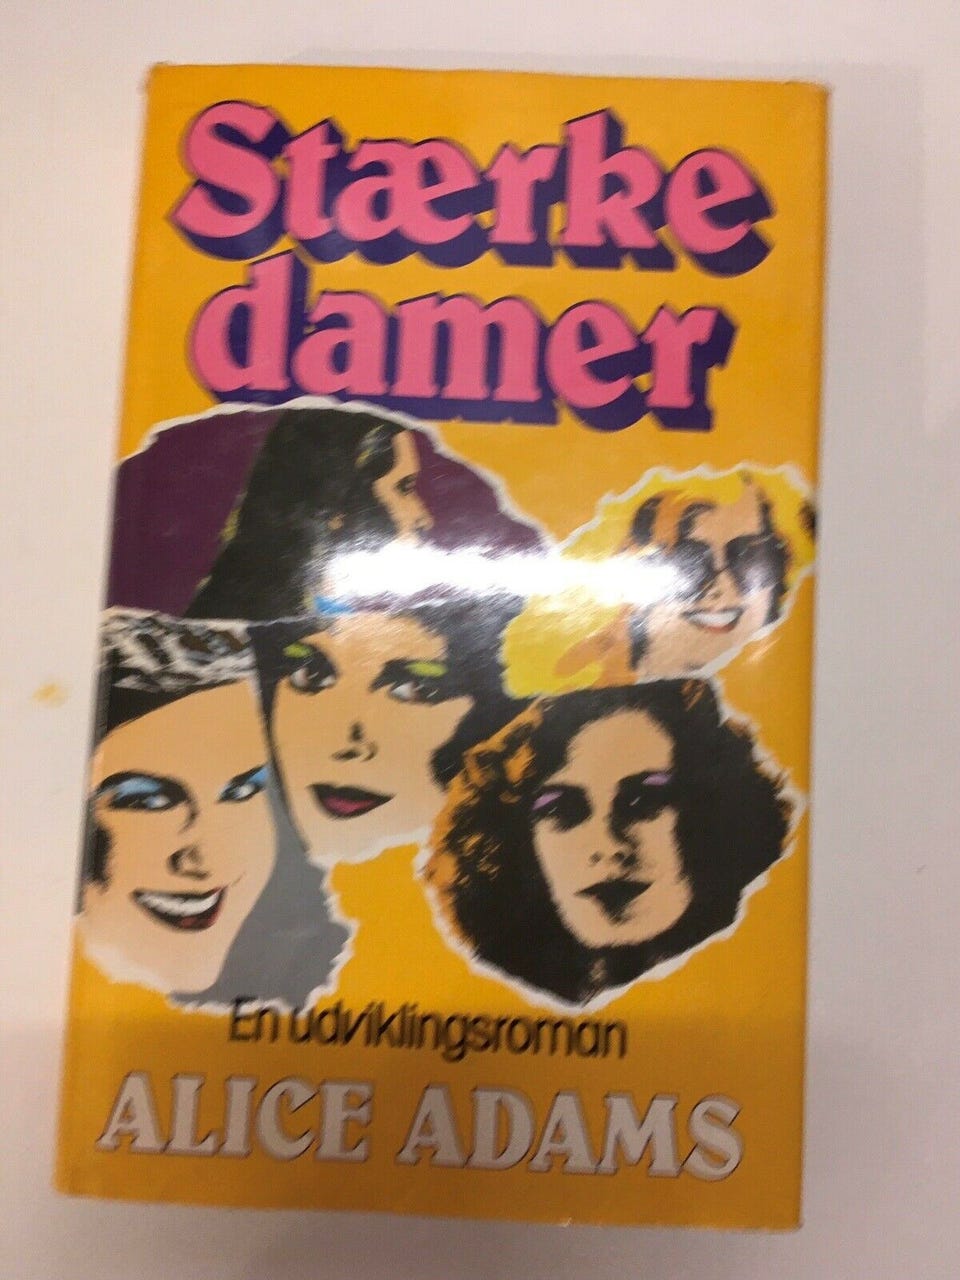 Stærke
damer
En udviklingsroman
ALICE ADAMS